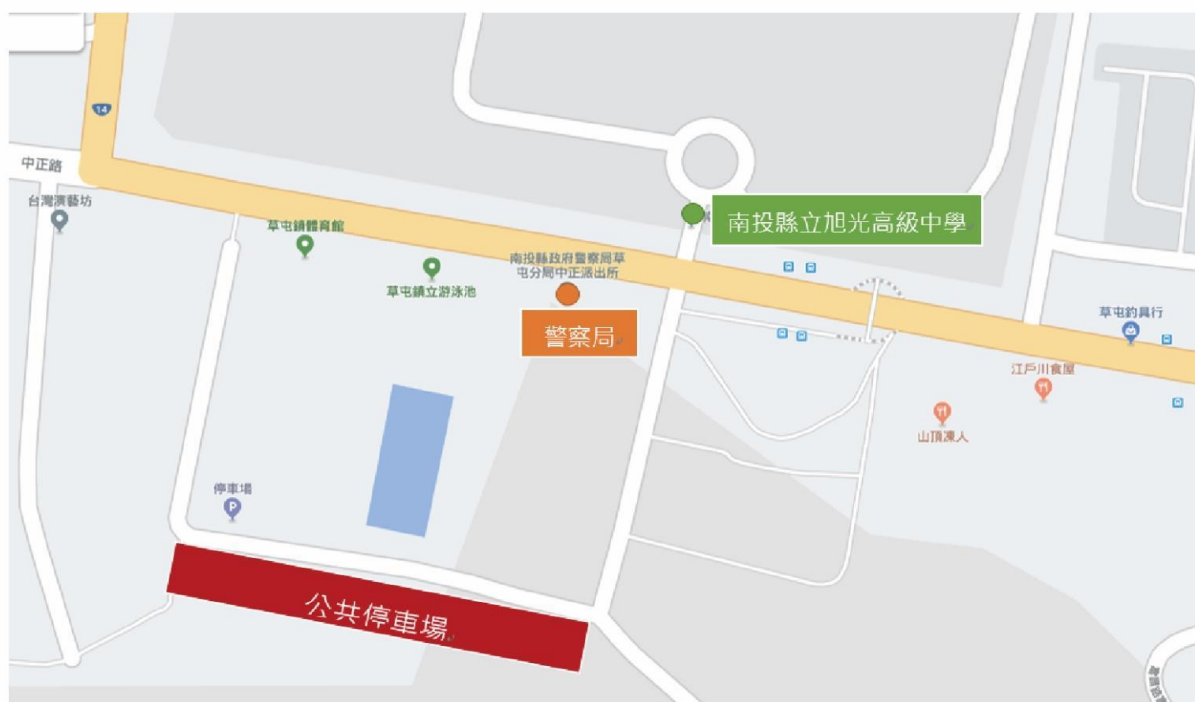 14
中正路
台灣演藝坊
草屯鎮體育館
草屯鎮立游泳池
南投縣政府警察局草
屯分局中正派出所
警察局
南投縣立旭光高級中學
草屯釣具行
江戶川食屋
山頂凍人
停車場
P
公共停車場